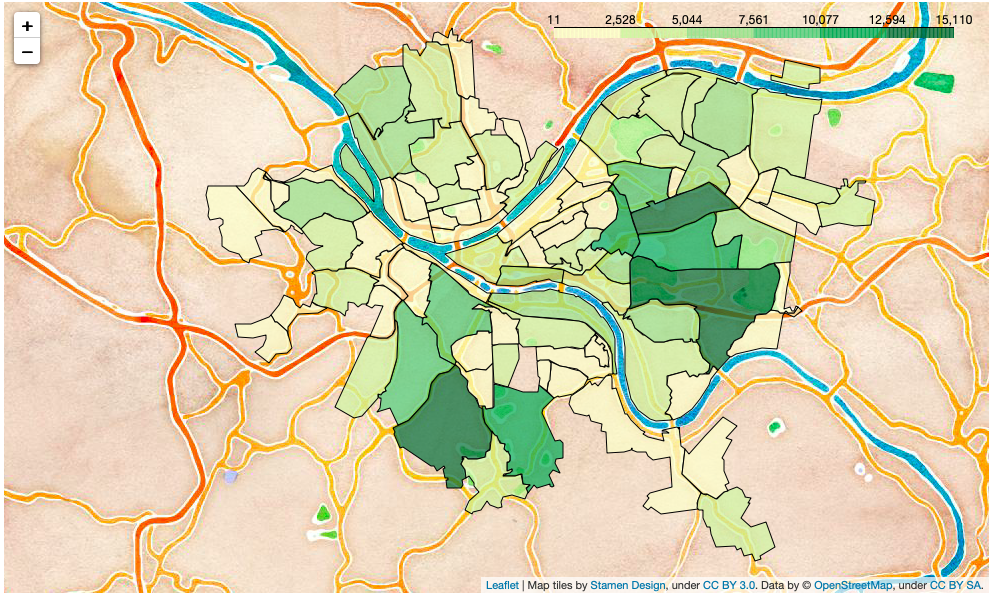 +
−
11 2,528 5,044 7,561 10,077 12,594 15,110
Leaflet | Map tiles by Stamen Design, under CC BY 3.0. Data by © OpenStreetMap, under CC BY SA.